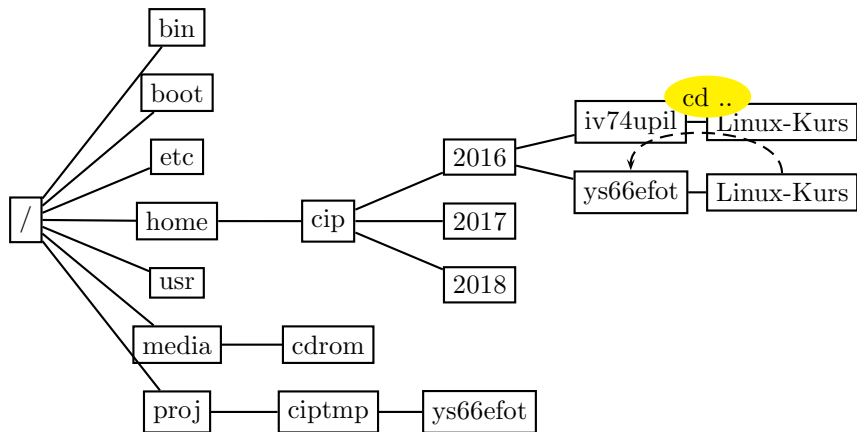 bin
boot
cd ..
iv74upil Linux-Kurs
etc
2016
ys66efot Linux-Kurs
/ home cip 2017
usr
2018
media cdrom
proj ciptmp ys66efot